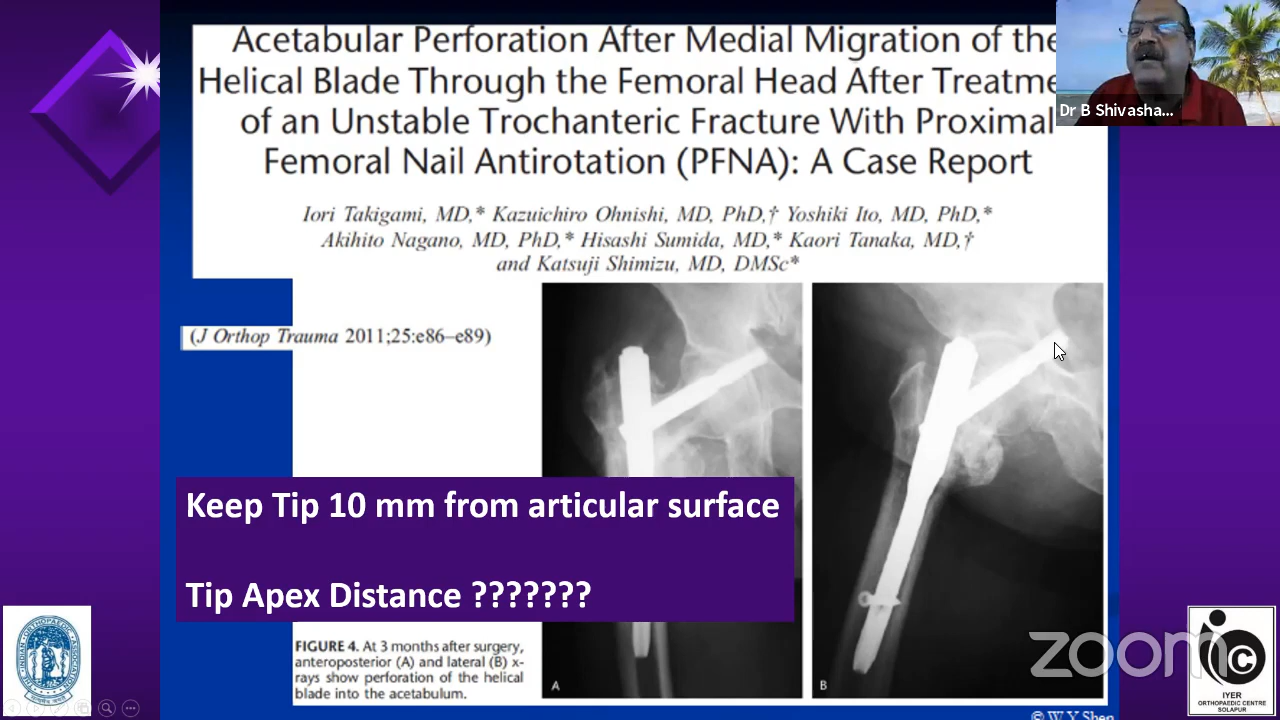 Acetabular Perforation After Medial Migration of the
Helical Blade Through the Femoral Head After Treatme
of an Unstable Trochanteric Fracture With Proximal
Femoral Nail Antirotation (PFNA): A Case Report
Dr B Shivasha...
Iori Takigami, MD,* Kazuichiro Ohnishi, MD, PhD,† Yoshiki Ito, MD, PhD,*
Akihito Nagano, MD, PhD,* Hisashi Sumida, MD,* Kaori Tanaka, MD,†
and Katsuji Shimizu, MD, DMSc*
(J Orthop Trauma 2011;25:e86–e89)
Keep Tip 10 mm from articular surface
Tip Apex Distance ???????
FIGURE 4. At 3 months after surgery,
anteroposterior (A) and lateral (B) x-
rays show perforation of the helical
blade into the acetabulum.
A
B
zoom
IYER
ORTHOPAEDIC CENTRE
SOLAPUR
© W Y Shen